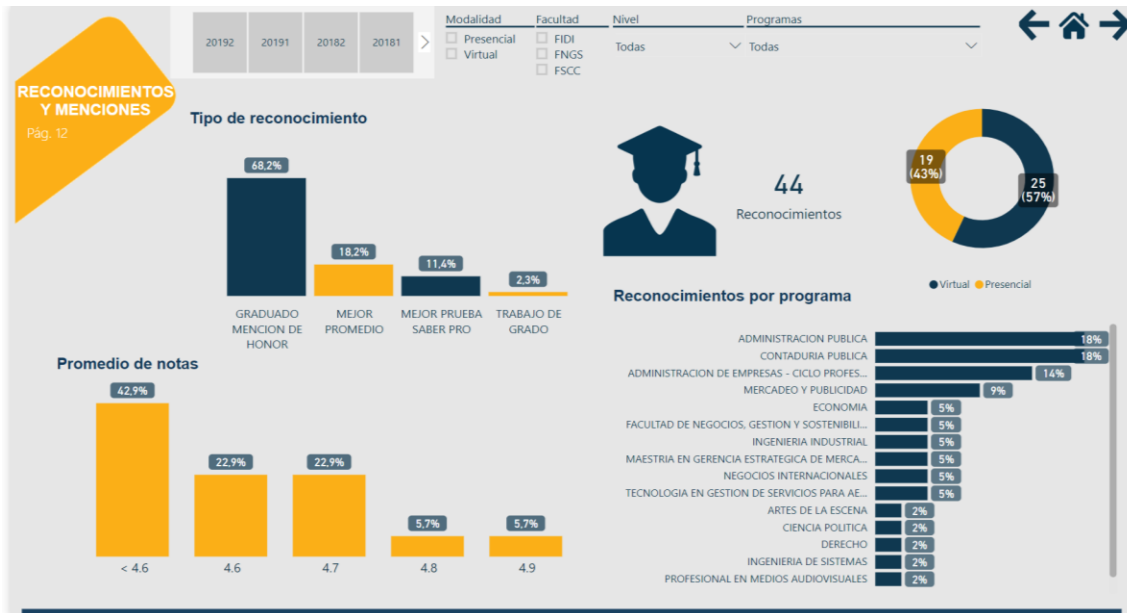 RECONOCIMIENTOS
Y MENCIONES
Pág. 12
20192 20191 20182 20181
Modalidad
Presencial
Virtual
Facultad
FIDI
FNGS
FSCC
Nivel
Todas
Programas
Todas
Tipo de reconocimiento
68,2%
18,2%
11,4%
2,3%
GRADUADO
MENCION DE
HONOR
MEJOR
PROMEDIO
MEJOR PRUEBA
SABER PRO
TRABAJO DE
GRADO
44
Reconocimientos
19
(43%)
25
(57%)
Virtual Presencial
Promedio de notas
42,9%
22,9%
22,9%
5,7%
5,7%
< 4.6 4.6 4.7 4.8 4.9
Reconocimientos por programa
ADMINISTRACION PUBLICA 18%
CONTADURIA PUBLICA 18%
ADMINISTRACION DE EMPRESAS - CICLO PROFES... 14%
MERCADEO Y PUBLICIDAD 9%
ECONOMIA 5%
FACULTAD DE NEGOCIOS, GESTION Y SOSTENIBILI... 5%
INGENIERIA INDUSTRIAL 5%
MAESTRIA EN GERENCIA ESTRATEGICA DE MERCA... 5%
NEGOCIOS INTERNACIONALES 5%
TECNOLOGIA EN GESTION DE SERVICIOS PARA AE... 5%
ARTES DE LA ESCENA 2%
CIENCIA POLITICA 2%
DERECHO 2%
INGENIERIA DE SISTEMAS 2%
PROFESIONAL EN MEDIOS AUDIOVISUALES 2%